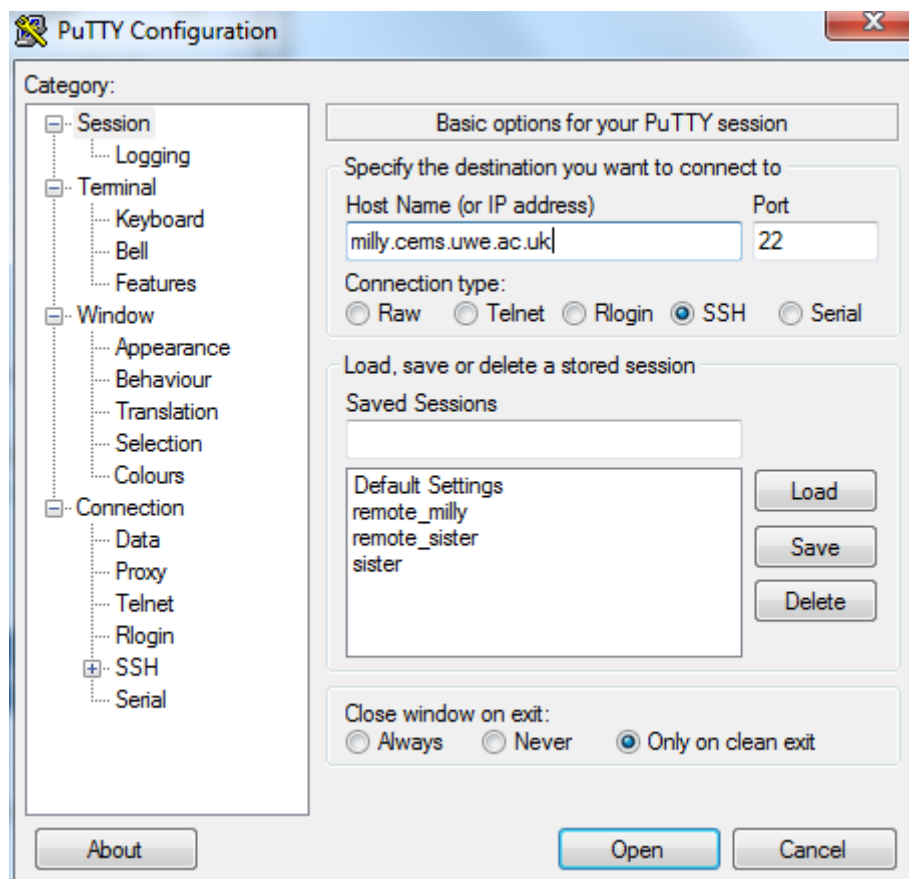 PuTTY Configuration
Category:
Session
Logging
Terminal
Keyboard
Bell
Features
Window
Appearance
Behaviour
Translation
Selection
Colours
Connection
Data
Proxy
Telnet
Rlogin
SSH
Serial
Basic options for your PuTTY session
Specify the destination you want to connect to
Host Name (or IP address) Port
milly.cems.uwe.ac.uk 22
Connection type:
Raw Telnet Rlogin SSH Serial
Load, save or delete a stored session
Saved Sessions
Default Settings
remote_milly
remote_sister
sister
Load
Save
Delete
Close window on exit:
Always Never Only on clean exit
About Open Cancel